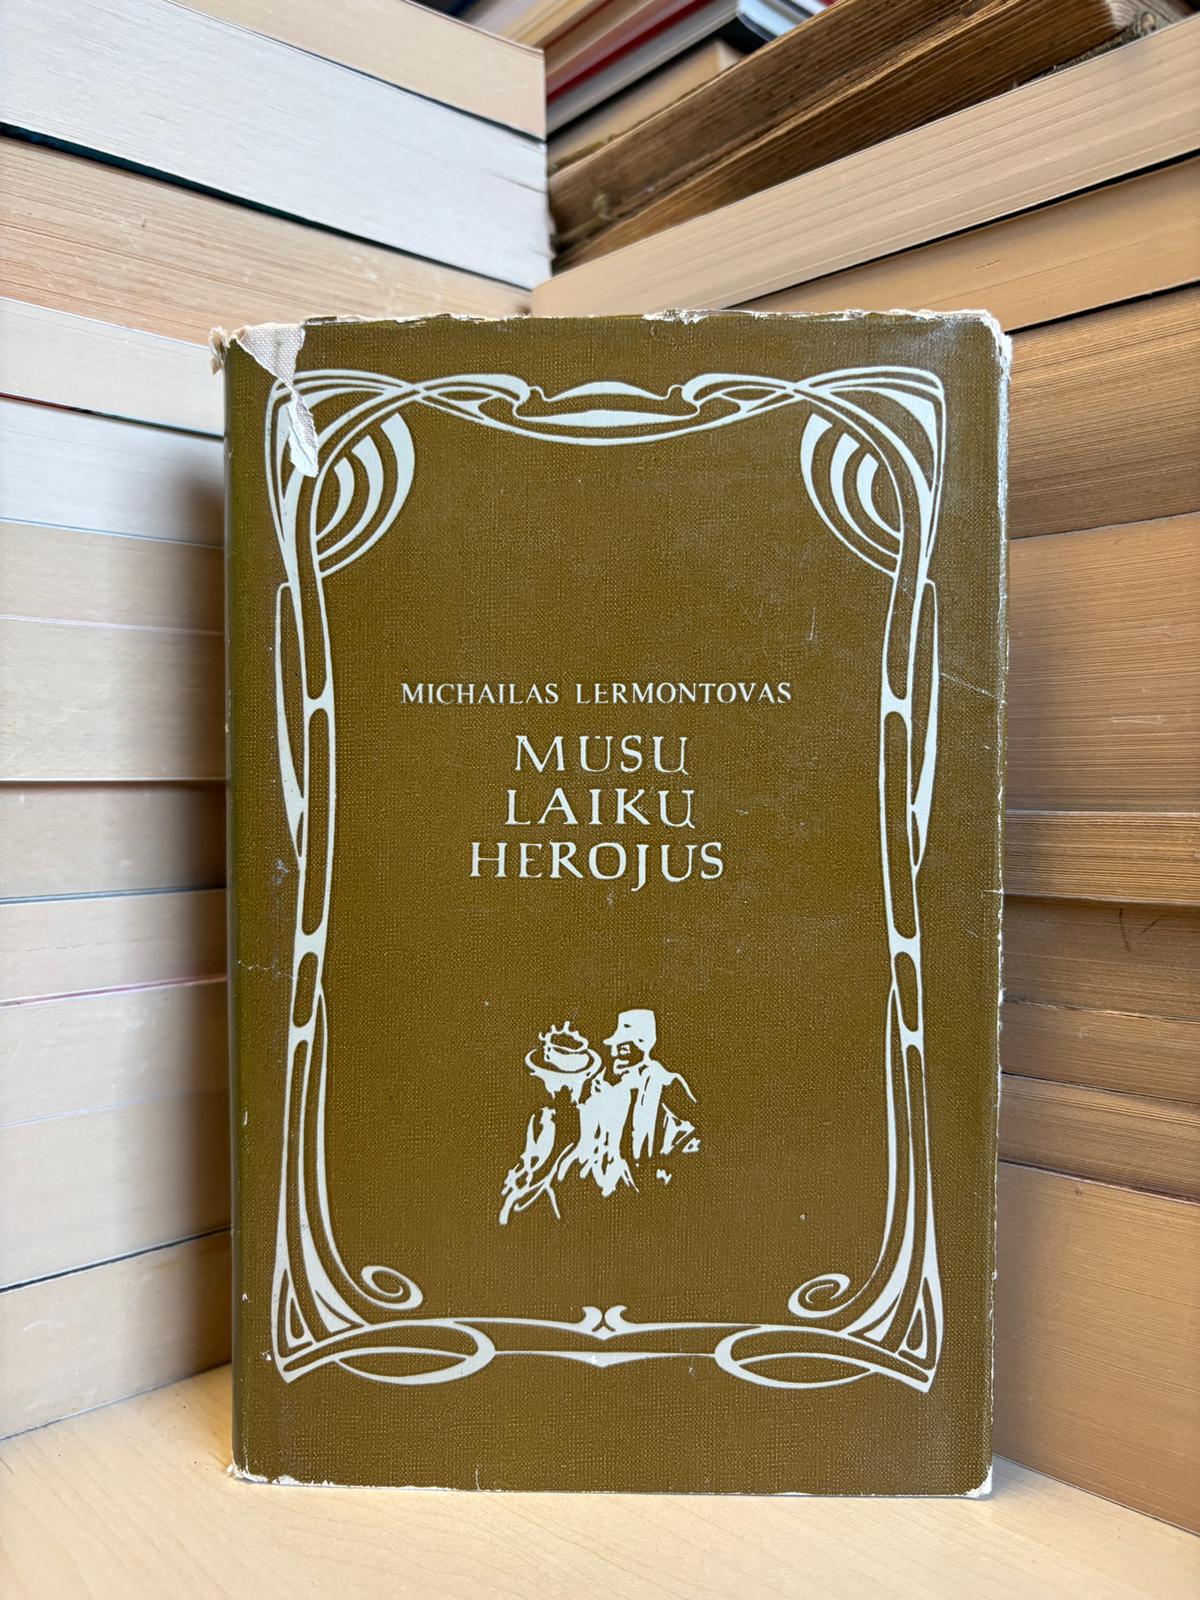 MICHAILAS LERMONTOVAS
MŪSŲ
LAIKŲ
HEROJUS